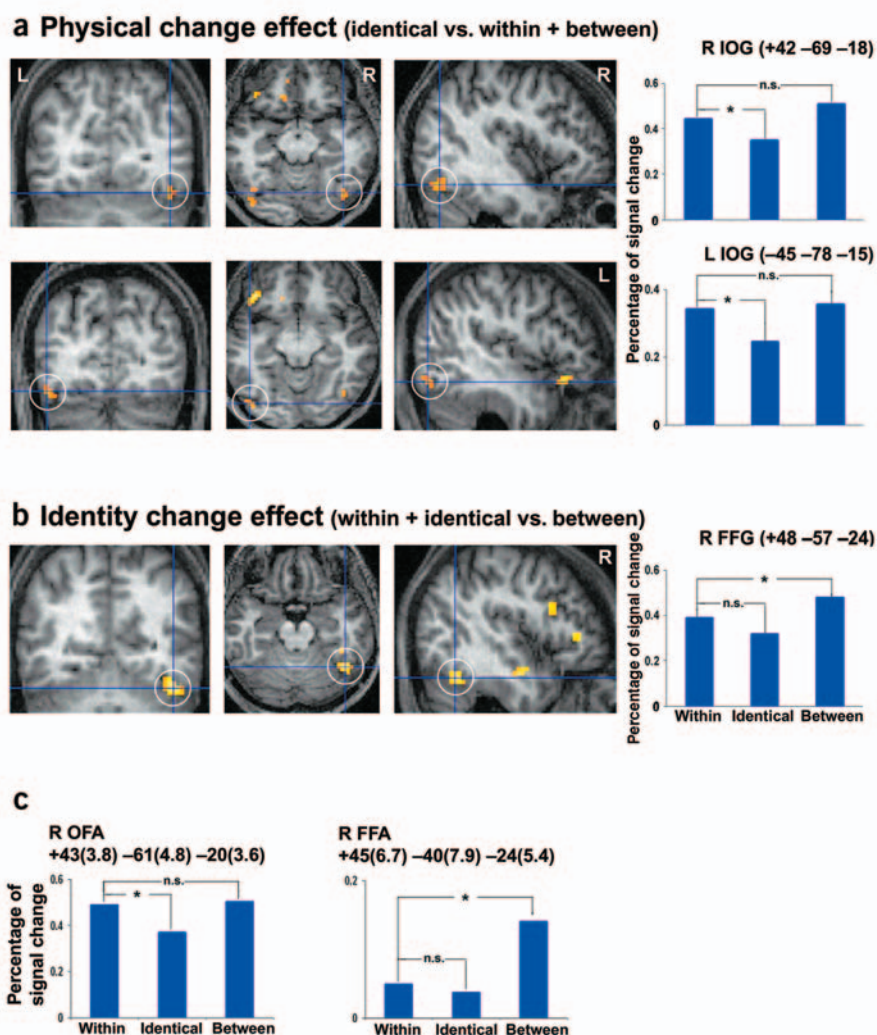 a Physical change effect (identical vs. within + between)
L
R
R
R IOG (+42 –69 –18)
0.6
0.4
0.2
0
n.s.
*
Percentage of signal change
L
L IOG (–45 –78 –15)
0.4
0.2
0
n.s.
*
b Identity change effect (within + identical vs. between)
R
R FFG (+48 –57 –24)
Percentage of signal change
0.6
0.4
0.2
0
*
n.s.
Within Identical Between
c
R OFA
+43(3.8) –61(4.8) –20(3.6)
Percentage of
signal change
0.6
0.4
0.2
0
n.s.
*
Within Identical Between
R FFA
+45(6.7) –40(7.9) –24(5.4)
0.2
0
*
n.s.
Within Identical Between